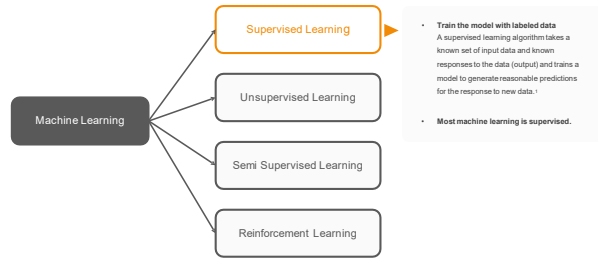 Supervised Learning
• Train the model with labeled data
A supervised learning algorithm takes a
known set of input data and known
responses to the data (output) and trains a
model to generate reasonable predictions
for the response to new data.¹
• Most machine learning is supervised.
Unsupervised Learning
Machine Learning
Semi Supervised Learning
Reinforcement Learning